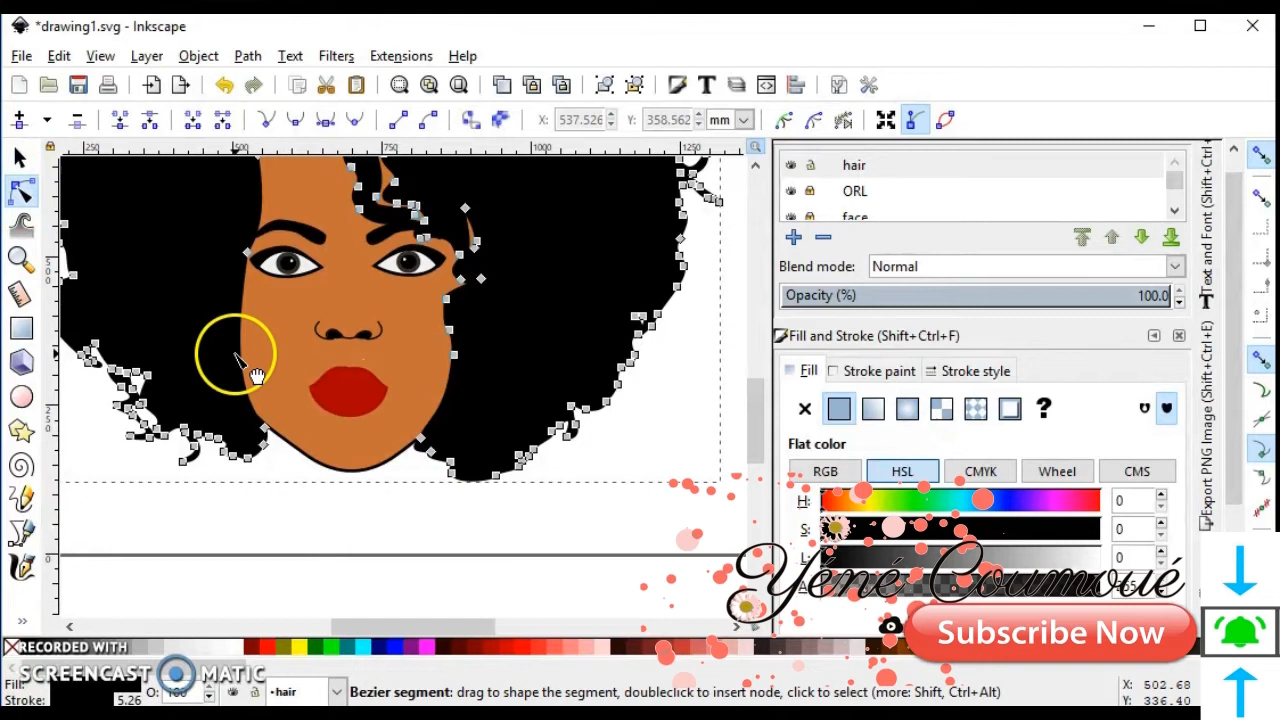 *drawing1.svg - Inkscape
File Edit View Layer Object Path Text Filters Extensions Help
X: 537.526 Y: 358.562 mm
250 500 750 1000 1250
hair
ORL
face
Blend mode: Normal
Opacity (%) 100.0
Fill and Stroke (Shift+Ctrl+F)
Fill Stroke paint Stroke style
?
Flat color
RGB HSL CMYK Wheel CMS
H: 0
S: 0
L: 0
A:
Text and Font (Shift+Ctrl+
Export PNG Image (Shift+Ctrl+E)
Yéné Coumoué
Subscribe Now
RECORDED WITH
SCREENCAST MATIC
Fill:
Stroke: 5.26
O: 100
•hair
Bezier segment: drag to shape the segment, doubleclick to insert node, click to select (more: Shift, Ctrl+Alt)
X: 502.68
Y: 336.40